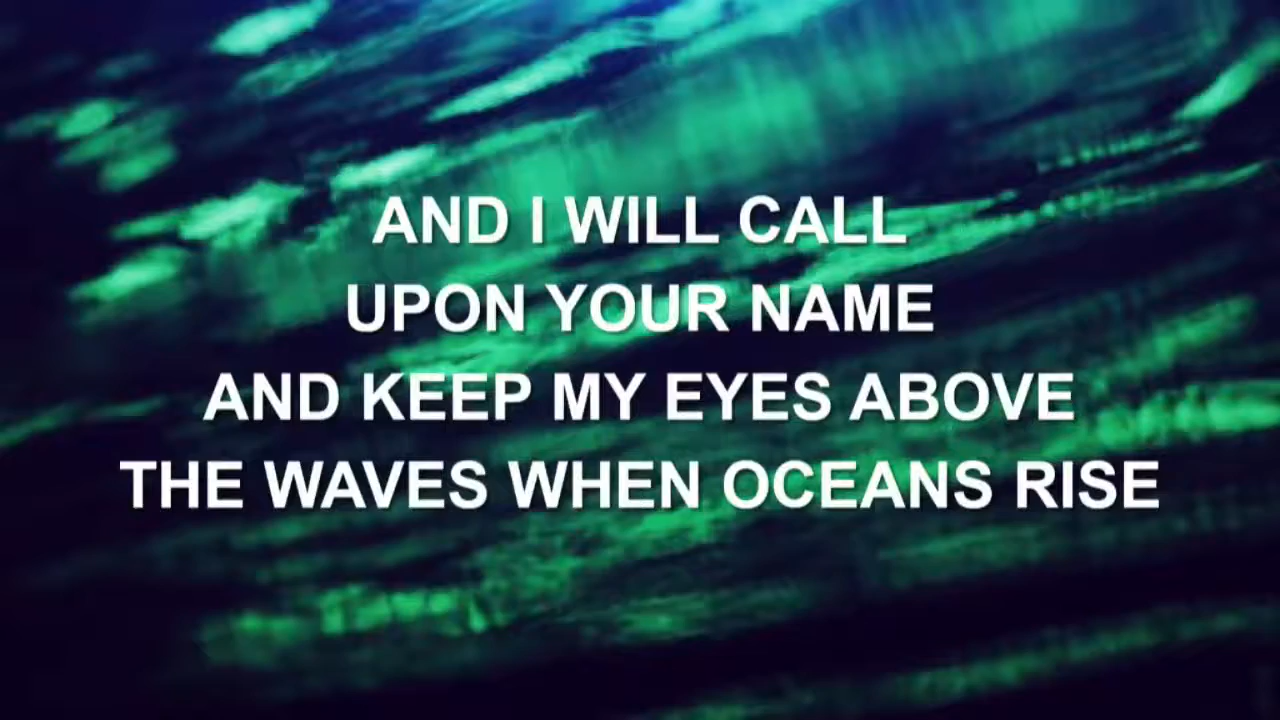 AND I WILL CALL
UPON YOUR NAME
AND KEEP MY EYES ABOVE
THE WAVES WHEN OCEANS RISE